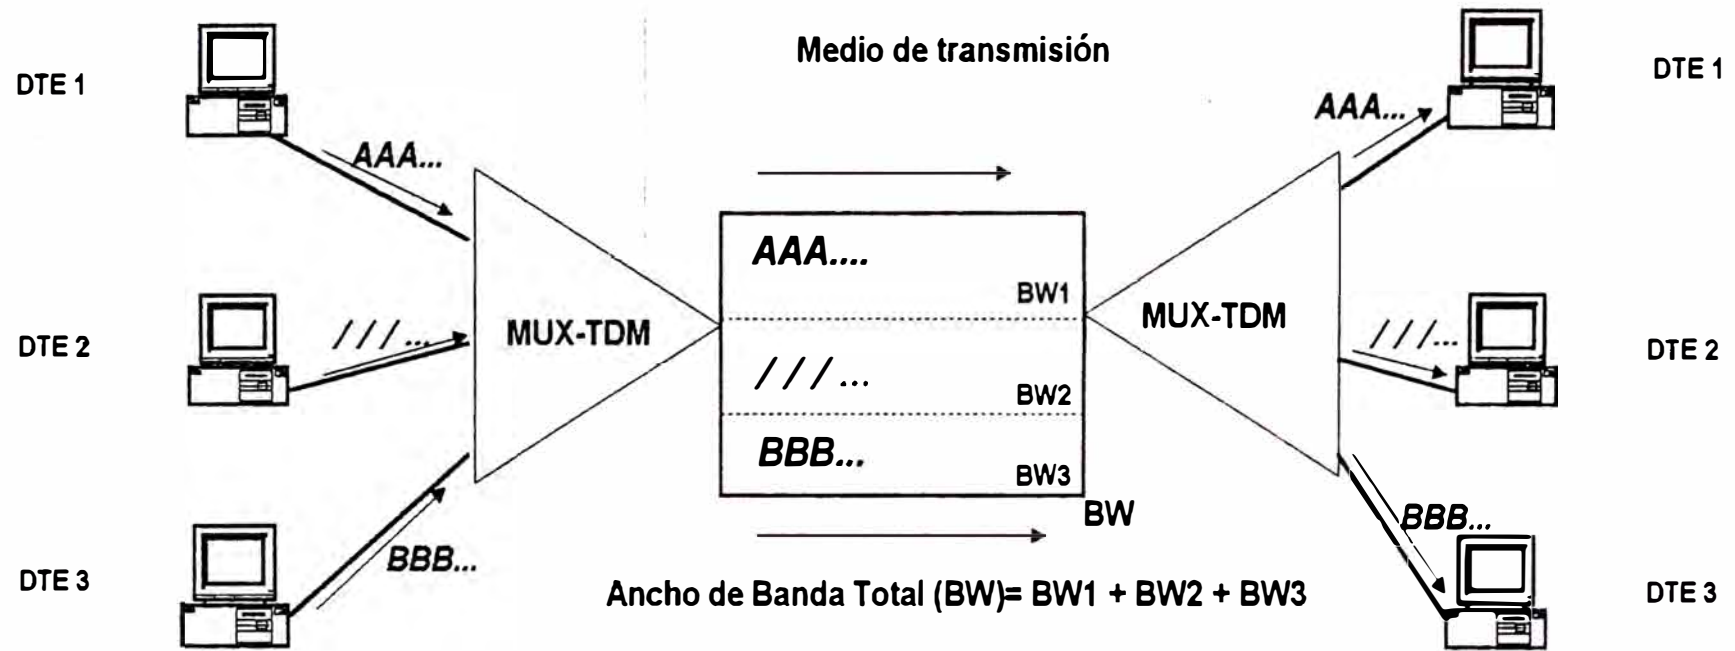 Medio de transmisión
DTE 1
DTE 1
AAA...
AAA...
AAA....
BW1
MUX-TDM
MUX-TDM
DTE 2
///...
///...
///...
DTE 2
BW2
BBB...
BW3
BW
BBB...
BBB...
DTE 3
Ancho de Banda Total (BW)= BW1 + BW2 + BW3
DTE 3